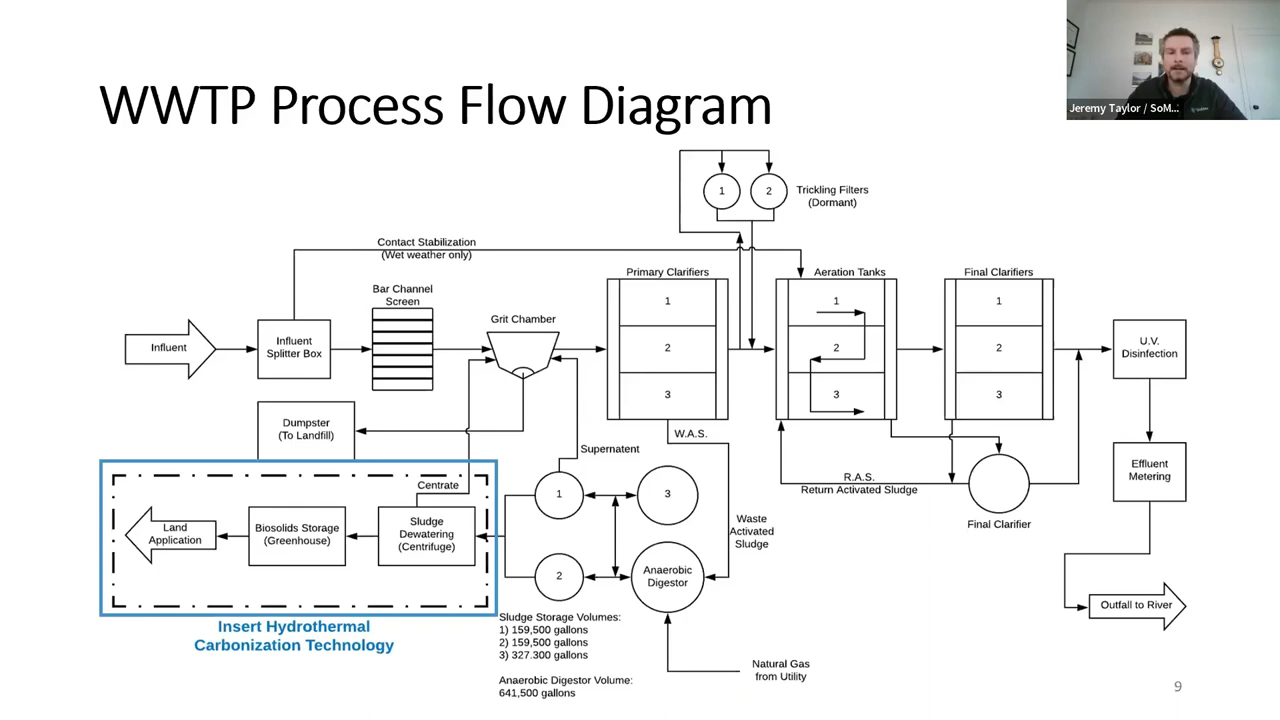 Jeremy Taylor / SoM...
WWTP Process Flow Diagram
1
2
Trickling Filters
(Dormant)
Contact Stabilization
(Wet weather only)
Primary Clarifiers
Aeration Tanks
Final Clarifiers
Bar Channel
Screen
Grit Chamber
Influent
Influent
Splitter Box
1
2
3
1
2
3
1
2
3
U.V.
Disinfection
Dumpster
(To Landfill)
W.A.S.
Supernatent
Effluent
Metering
R.A.S.
Return Activated Sludge
Final Clarifier
Centrate
1
3
Land
Application
Biosolids Storage
(Greenhouse)
Sludge
Dewatering
(Centrifuge)
Waste
Activated
Sludge
2
Anaerobic
Digestor
Outfall to River
Insert Hydrothermal
Carbonization Technology
Sludge Storage Volumes:
1) 159,500 gallons
2) 159,500 gallons
3) 327.300 gallons
Anaerobic Digestor Volume:
641,500 gallons
Natural Gas
from Utility
9